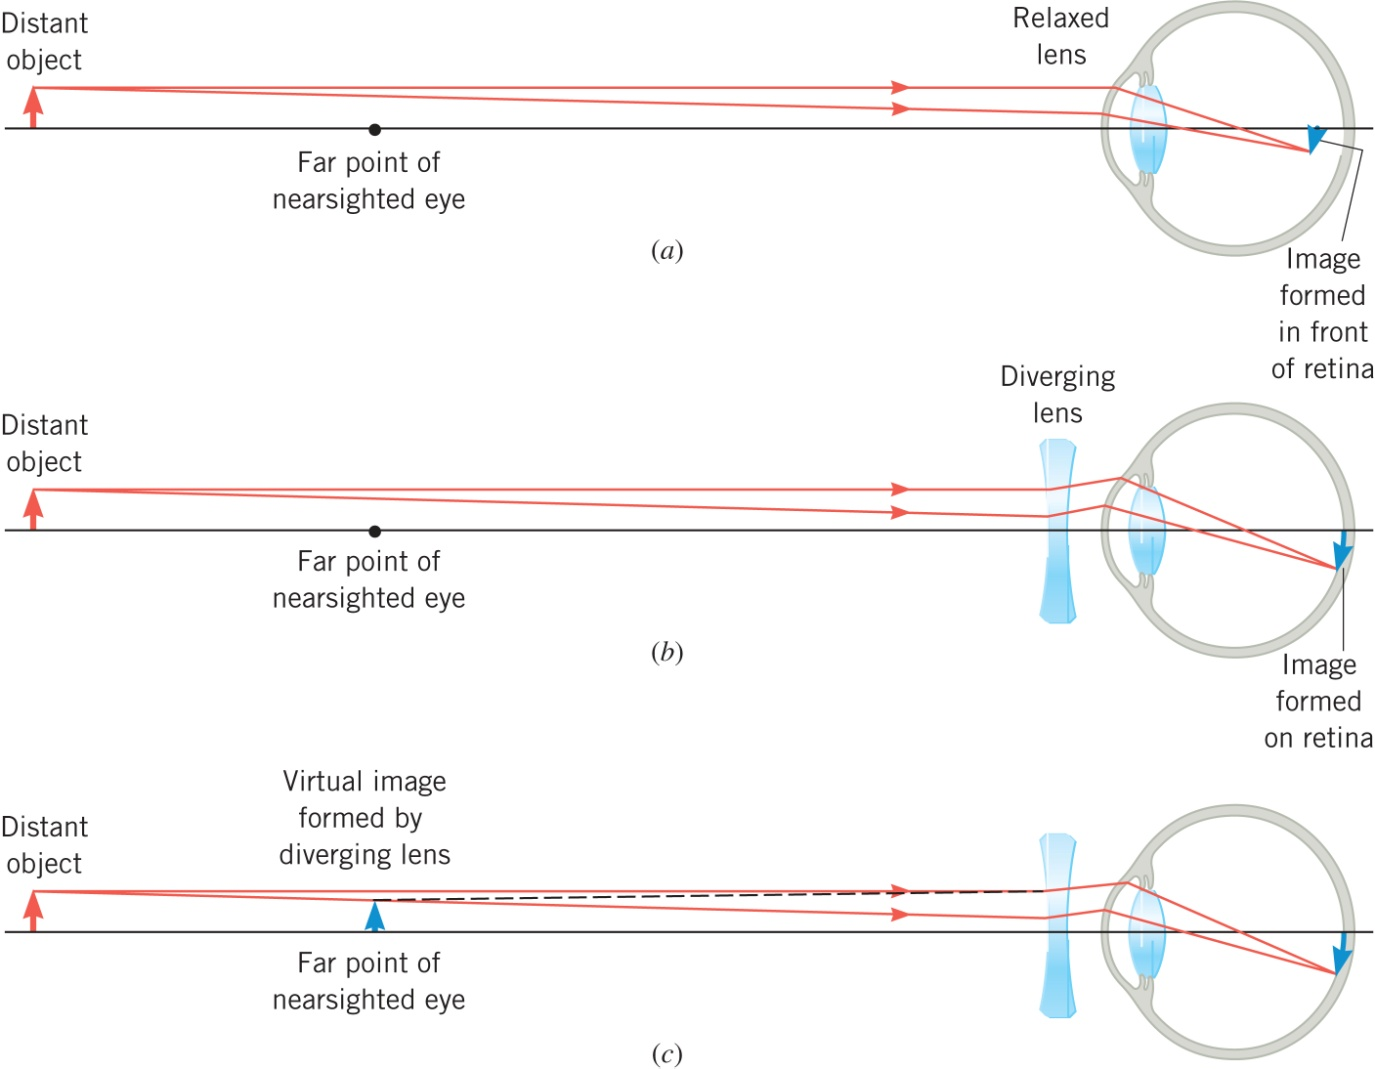 Distant
object
Relaxed
lens
Far point of
nearsighted eye
(a)
Image
formed
in front
of retina
Diverging
lens
Distant
object
Far point of
nearsighted eye
(b)
Image
formed
on retina
Virtual image
formed by
diverging lens
Distant
object
Far point of
nearsighted eye
(c)